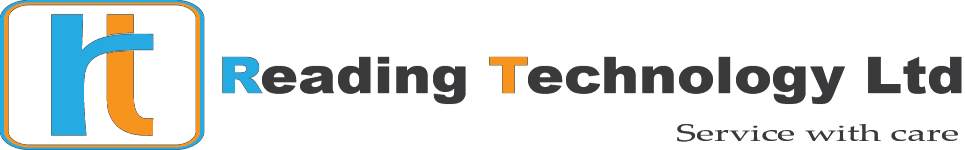 rt Reading Technology Ltd
Service with care